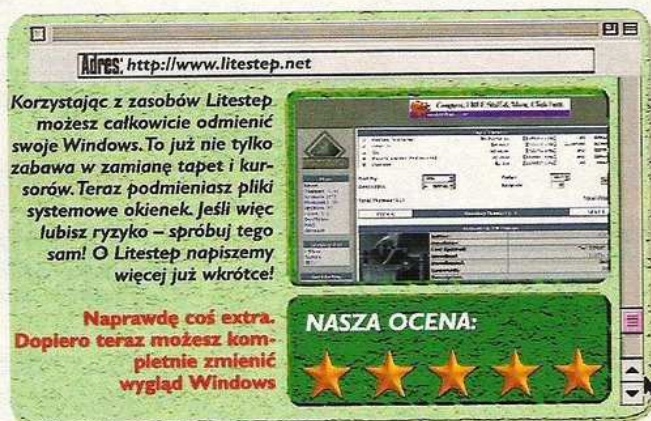 Adres: http://www.litestep.net
Korzystając z zasobów Litestep
możesz całkowicie odmienić
swoje Windows. To już nie tylko
zabawa w zamianę tapet i kur-
sorów. Teraz podmieniasz pliki
systemowe okienek. Jeśli więc
lubisz ryzyko – spróbuj tego
sam! O Litestep napiszemy
więcej już wkrótce!
Naprawdę coś extra.
Dopiero teraz możesz kom-
pletnie zmienić
wygląd Windows
NASZA OCENA: